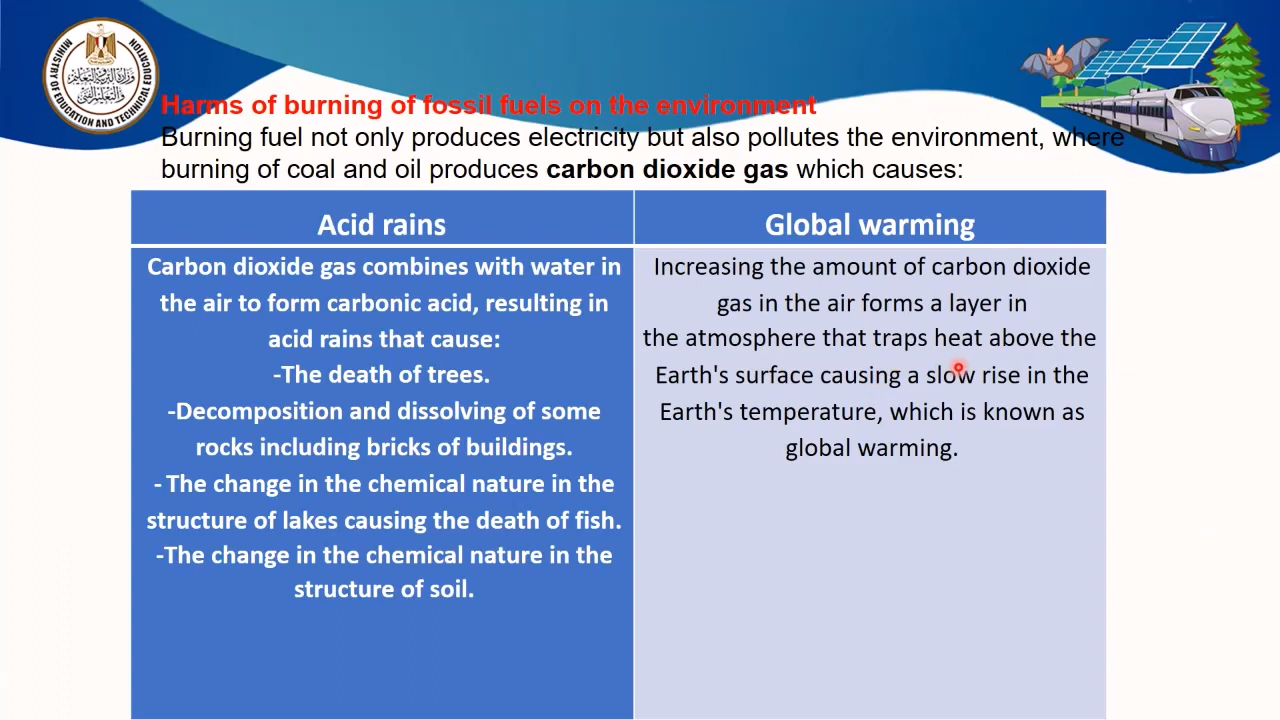 MINISTRY OF EDUCATION AND TECHNICAL EDUCATION
Harms of burning of fossil fuels on the environment
Burning fuel not only produces electricity but also pollutes the environment, where
burning of coal and oil produces carbon dioxide gas which causes:
Acid rains
Carbon dioxide gas combines with water in
the air to form carbonic acid, resulting in
acid rains that cause:
-The death of trees.
-Decomposition and dissolving of some
rocks including bricks of buildings.
- The change in the chemical nature in the
structure of lakes causing the death of fish.
-The change in the chemical nature in the
structure of soil.
Global warming
Increasing the amount of carbon dioxide
gas in the air forms a layer in
the atmosphere that traps heat above the
Earth's surface causing a slow rise in the
Earth's temperature, which is known as
global warming.